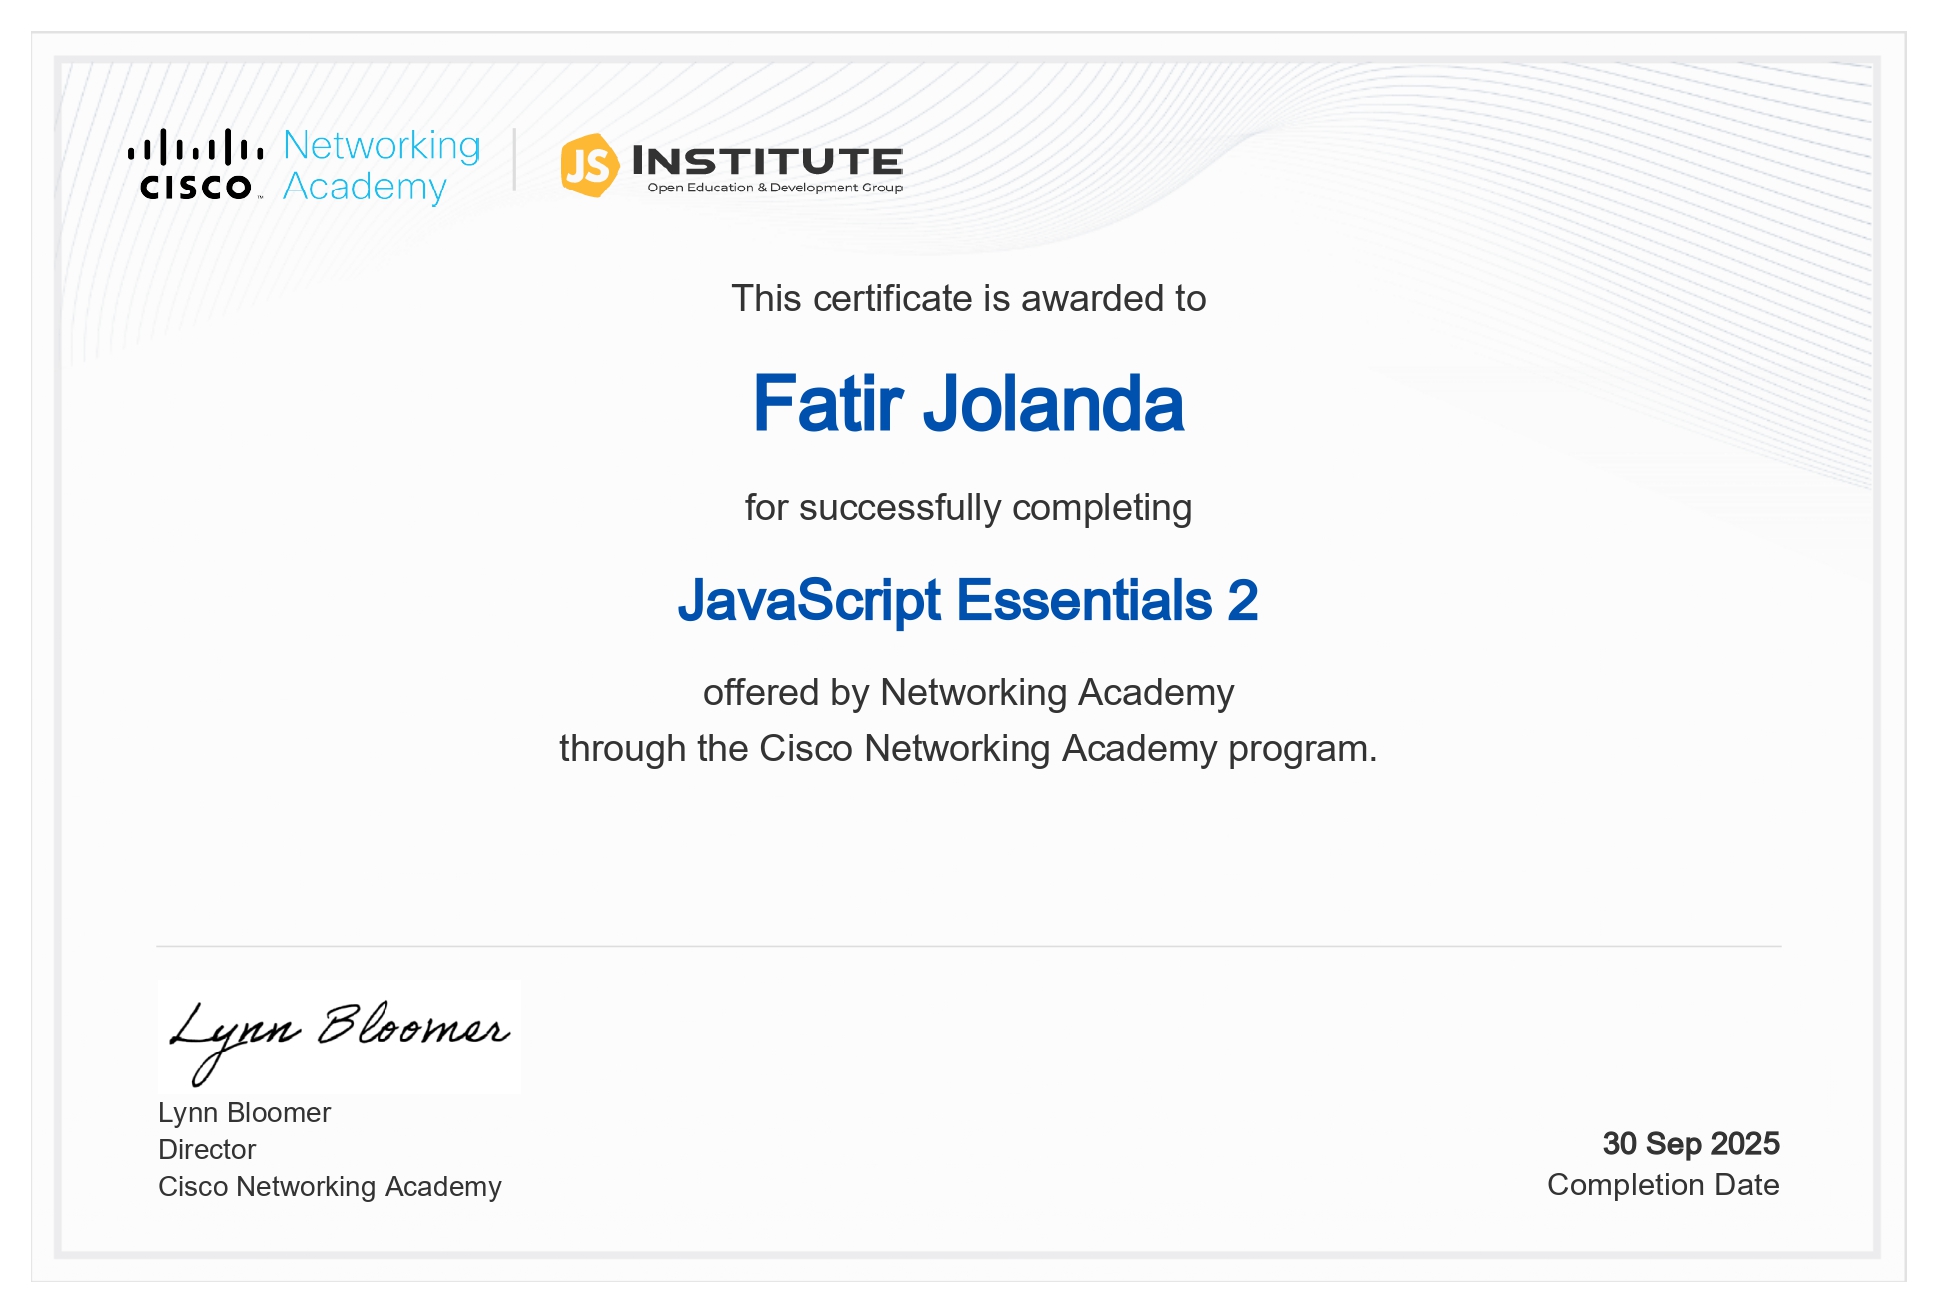 CISCO™
Networking
Academy
JS INSTITUTE
Open Education & Development Group
This certificate is awarded to
Fatir Jolanda
for successfully completing
JavaScript Essentials 2
offered by Networking Academy
through the Cisco Networking Academy program.
Lynn Bloomer
Lynn Bloomer
Director
Cisco Networking Academy
30 Sep 2025
Completion Date